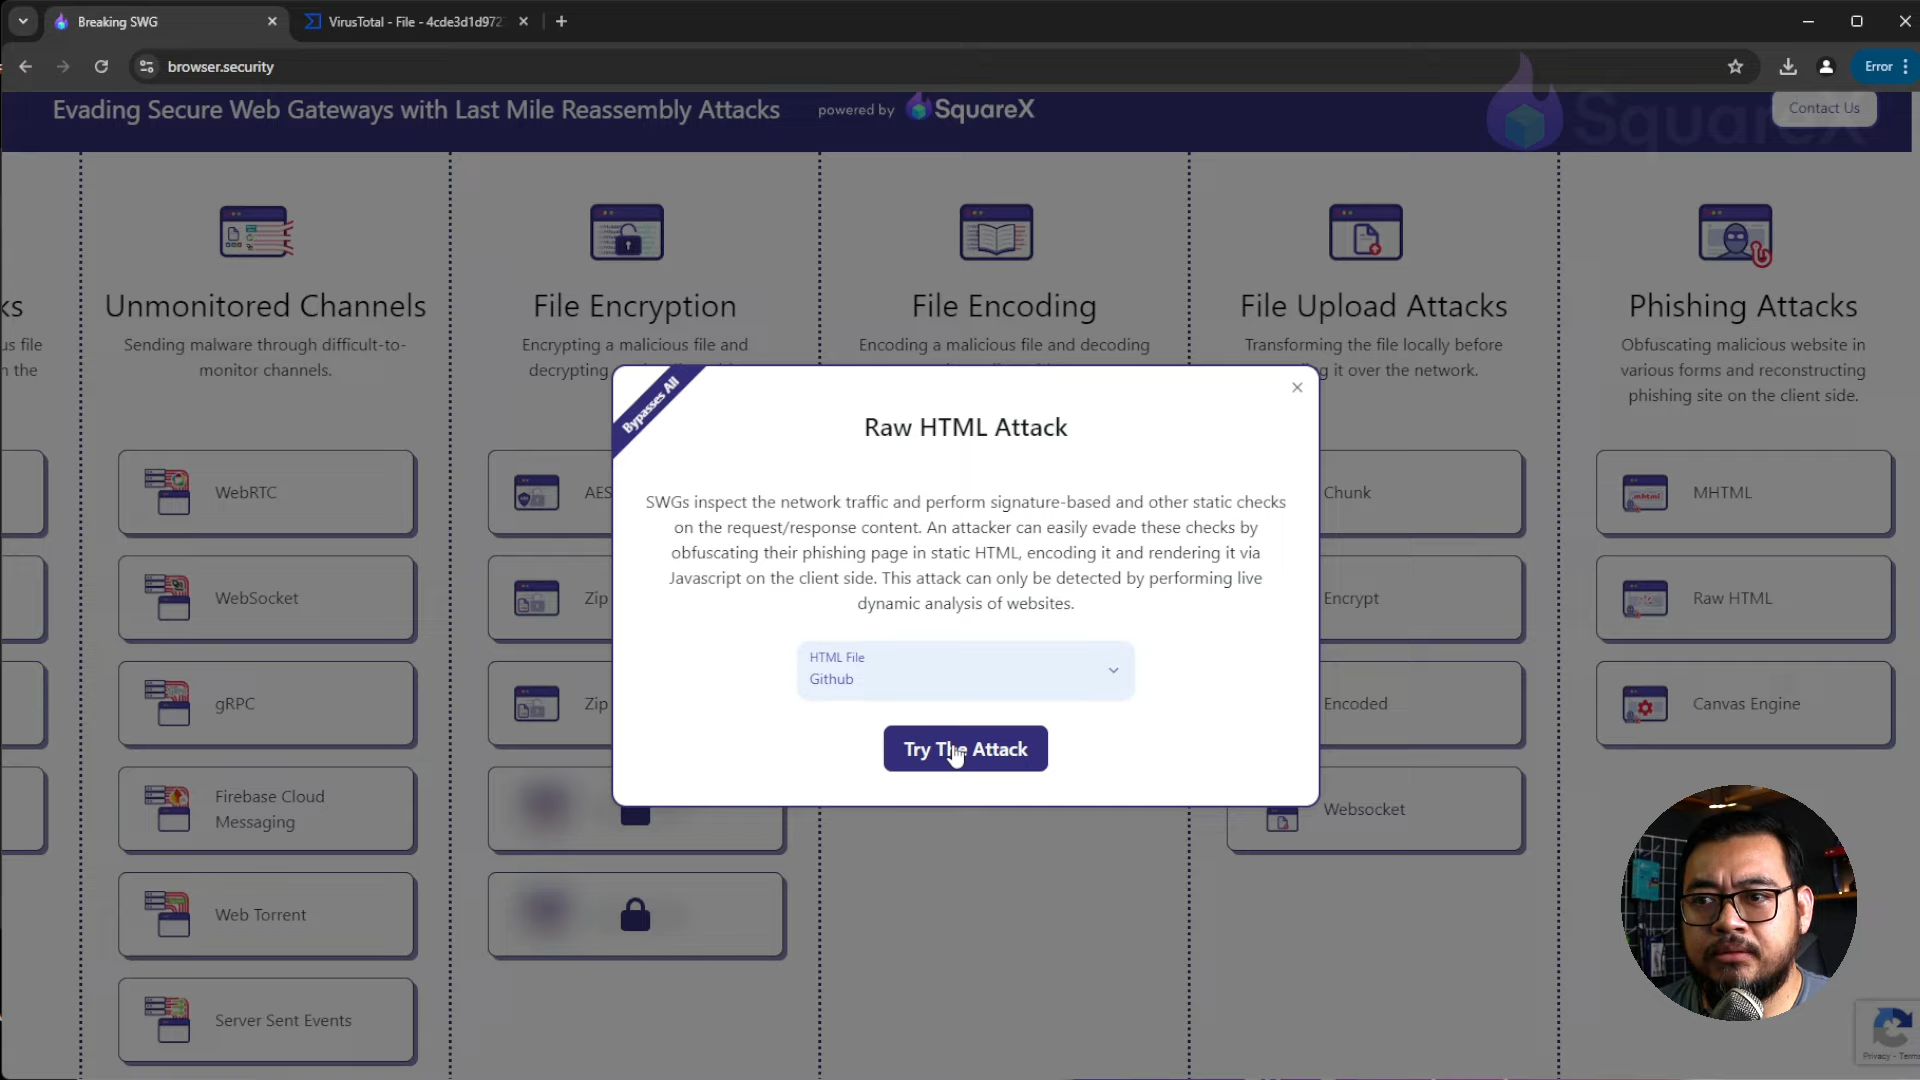 Breaking SWG
VirusTotal - File - 4cde3d1d972
browser.security
Error
Evading Secure Web Gateways with Last Mile Reassembly Attacks
powered by
SquareX
SquareX
Contact Us
ks
us file
n the
Unmonitored Channels
Sending malware through difficult-to-
monitor channels.
WebRTC
WebSocket
gRPC
Firebase Cloud
Messaging
Web Torrent
Server Sent Events
File Encryption
Encrypting a malicious file and
decrypting
AES
Zip
Zip
File Encoding
Encoding a malicious file and decoding
File Upload Attacks
Transforming the file locally before
g it over the network.
Chunk
Encrypt
Encoded
Websocket
Phishing Attacks
Obfuscating malicious website in
various forms and reconstructing
phishing site on the client side.
MHTML
Raw HTML
Canvas Engine
Bypasses All
Raw HTML Attack
SWGs inspect the network traffic and perform signature-based and other static checks
on the request/response content. An attacker can easily evade these checks by
obfuscating their phishing page in static HTML, encoding it and rendering it via
Javascript on the client side. This attack can only be detected by performing live
dynamic analysis of websites.
HTML File
Github
Try The Attack
Privacy - Terms